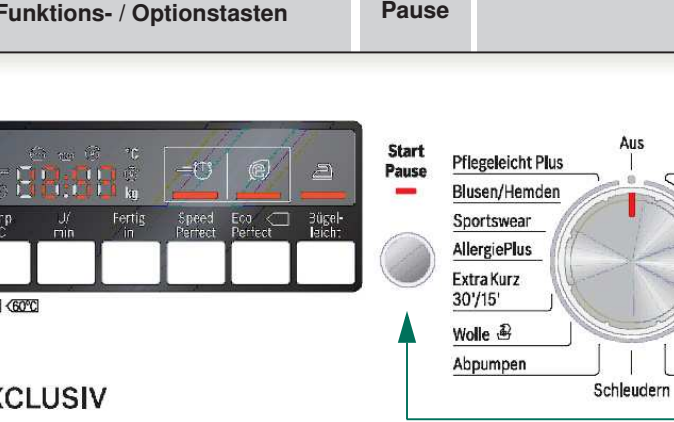 Funktions- / Optionstasten
Pause
°C
kg
U/
min
Fertig
in
Speed
Perfect
Eco
Perfect
Bügel-
leicht
60°C
Start
Pause
Aus
Pflegeleicht Plus
Blusen/Hemden
Sportswear
AllergiePlus
Extra Kurz
30'/15'
Wolle
Abpumpen
Schleudern
XCLUSIV